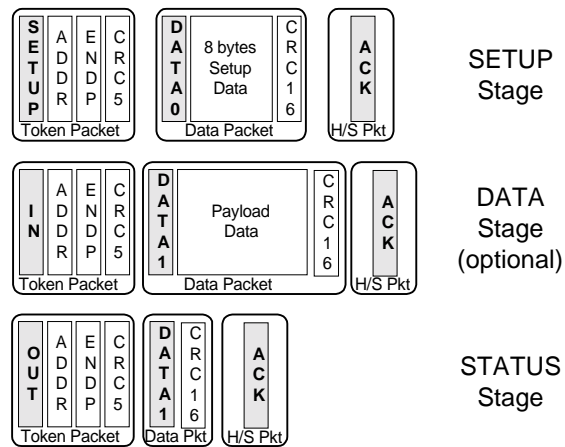 SETUP ADDR ENDP CRC5
Token Packet
DATA0 8 bytes Setup Data CRC16
Data Packet
ACK
H/S Pkt
SETUP
Stage
IN ADDR ENDP CRC5
Token Packet
DATA1 Payload Data CRC16
Data Packet
ACK
H/S Pkt
DATA
Stage
(optional)
OUT ADDR ENDP CRC5
Token Packet
DATA1 CRC16
Data Pkt
ACK
H/S Pkt
STATUS
Stage